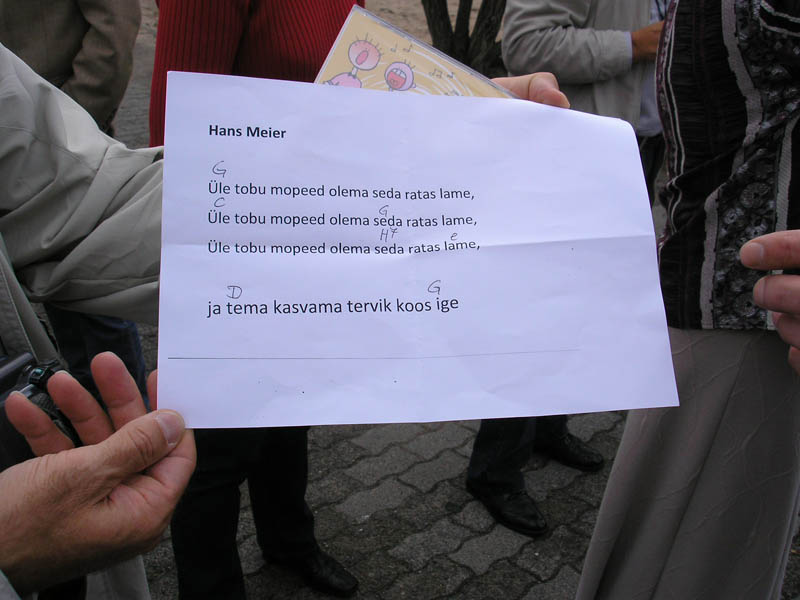 Hans Meier
G
Üle tobu mopeed olema seda ratas lame,
C G
Üle tobu mopeed olema seda ratas lame,
H7 e
Üle tobu mopeed olema seda ratas lame,
D G
ja tema kasvama tervik koos ige